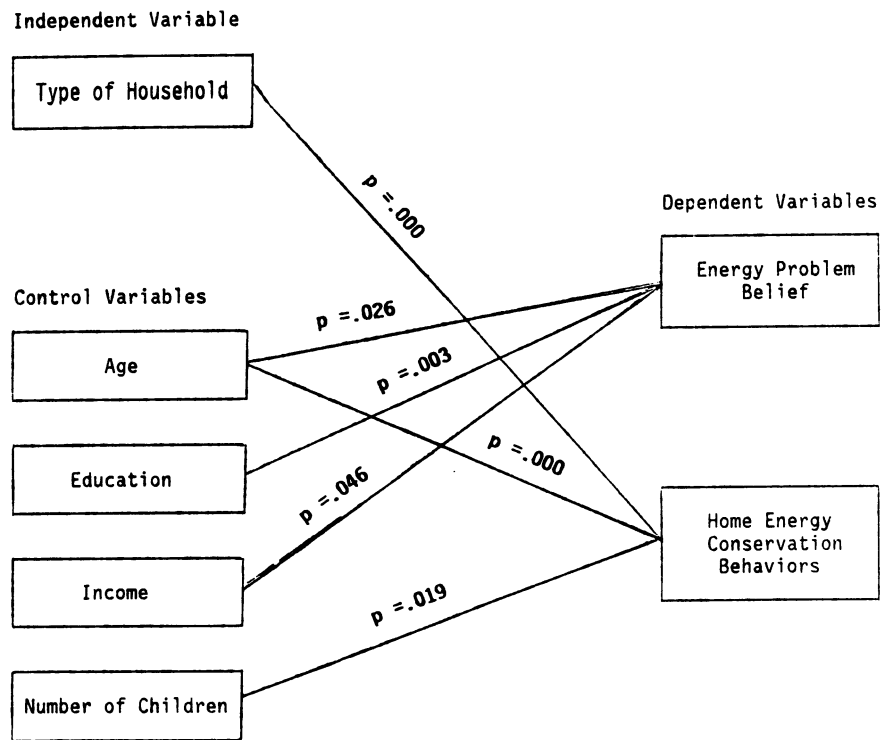 Independent Variable
Type of Household
p =.000
Dependent Variables
Energy Problem
Belief
Control Variables
p =.026
Age
p =.003
p =.000
Education
p =.046
Home Energy
Conservation
Behaviors
Income
p =.019
Number of Children